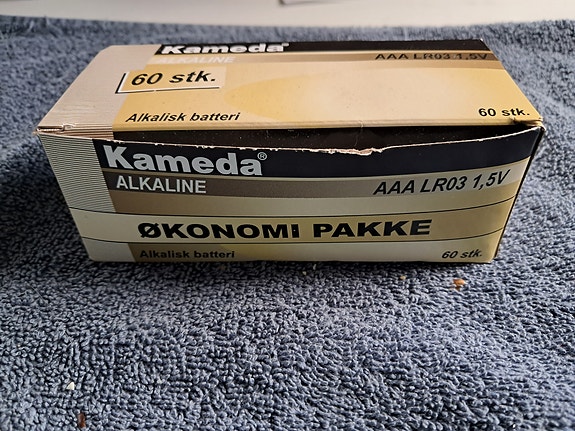 Kameda®
ALKALINE
AAA LR03 1,5V
60 stk.
Alkalisk batteri
60 stk.
Kameda®
ALKALINE
AAA LR03 1,5V
ØKONOMI PAKKE
Alkalisk batteri
60 stk.